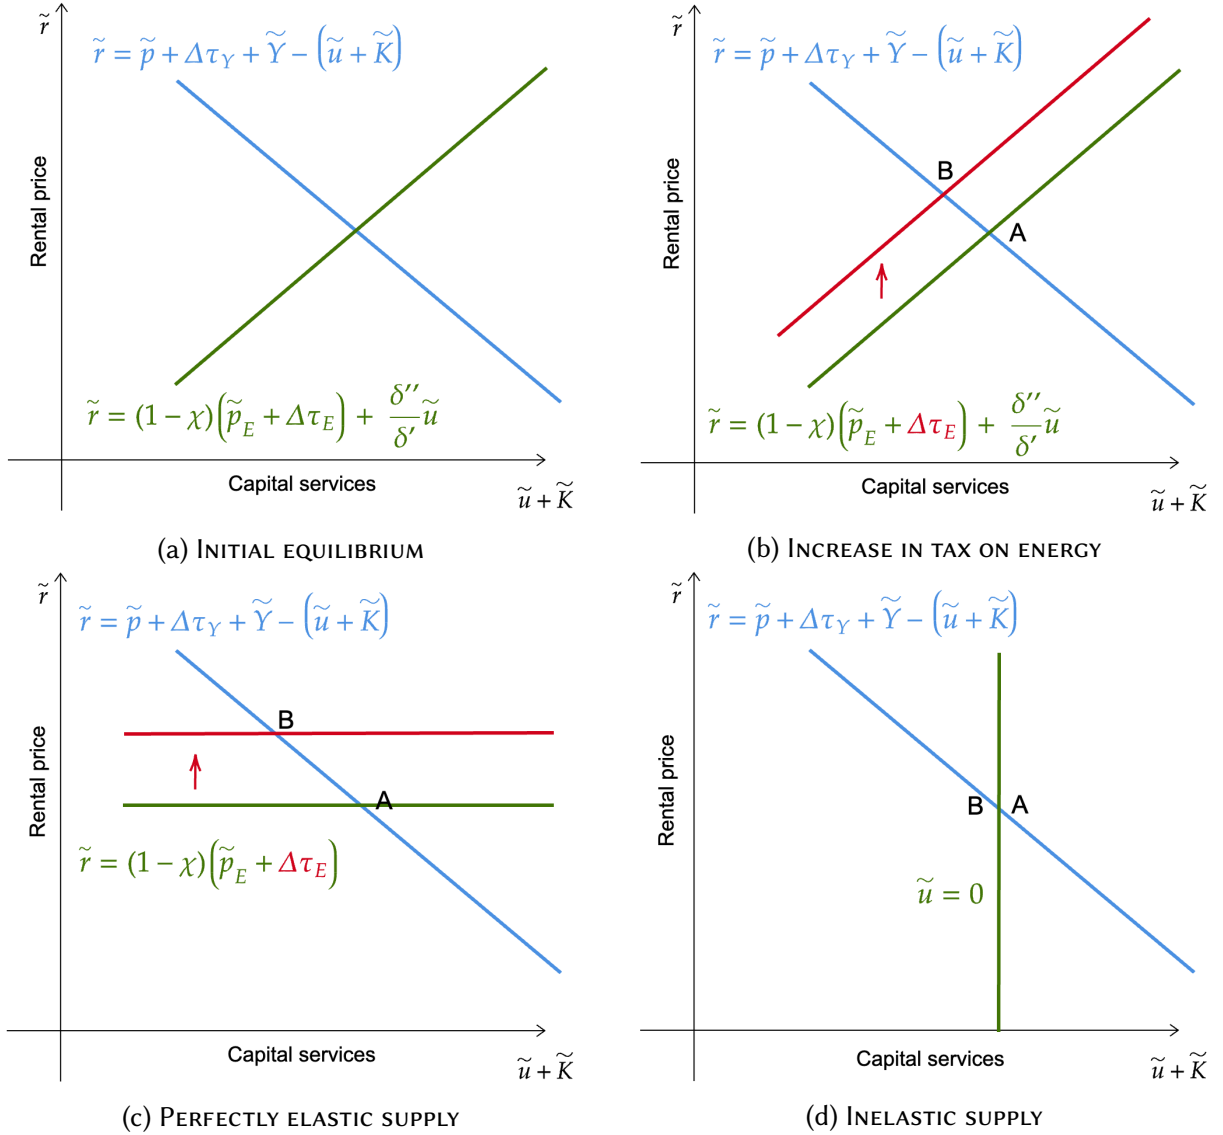 r̃
r̃ = p̃ + Δτ_Y + Ỹ − (ũ + K̃)
Rental price
r̃ = (1 − χ)(p̃_E + Δτ_E) + δ′′/δ′ ũ
Capital services
ũ + K̃
(a) Initial equilibrium
r̃
r̃ = p̃ + Δτ_Y + Ỹ − (ũ + K̃)
B
A
Rental price
r̃ = (1 − χ)(p̃_E + Δτ_E) + δ′′/δ′ ũ
Capital services
ũ + K̃
(b) Increase in tax on energy
r̃
r̃ = p̃ + Δτ_Y + Ỹ − (ũ + K̃)
B
A
Rental price
r̃ = (1 − χ)(p̃_E + Δτ_E)
Capital services
ũ + K̃
(c) Perfectly elastic supply
r̃
r̃ = p̃ + Δτ_Y + Ỹ − (ũ + K̃)
B A
Rental price
ũ = 0
Capital services
ũ + K̃
(d) Inelastic supply